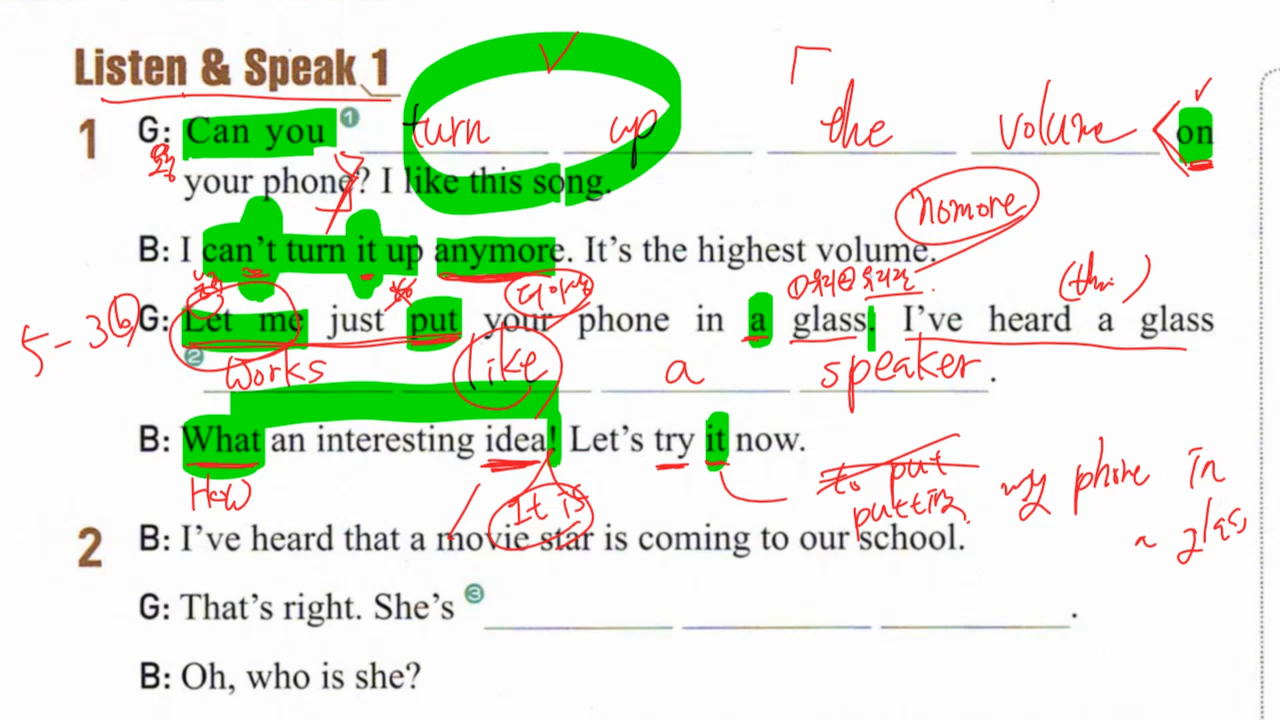 Listen & Speak 1
1 G: Can you ① turn up the volume on
your phone? I like this song.
nomore
B: I can't turn it up anymore. It's the highest volume.
5-3 G: Let me just put your phone in a glass. I've heard a glass
② works like a speaker.
B: What an interesting idea! Let's try it now.
How It is to put putting my phone in a glass
2 B: I've heard that a movie star is coming to our school.
G: That's right. She's ③
B: Oh, who is she?